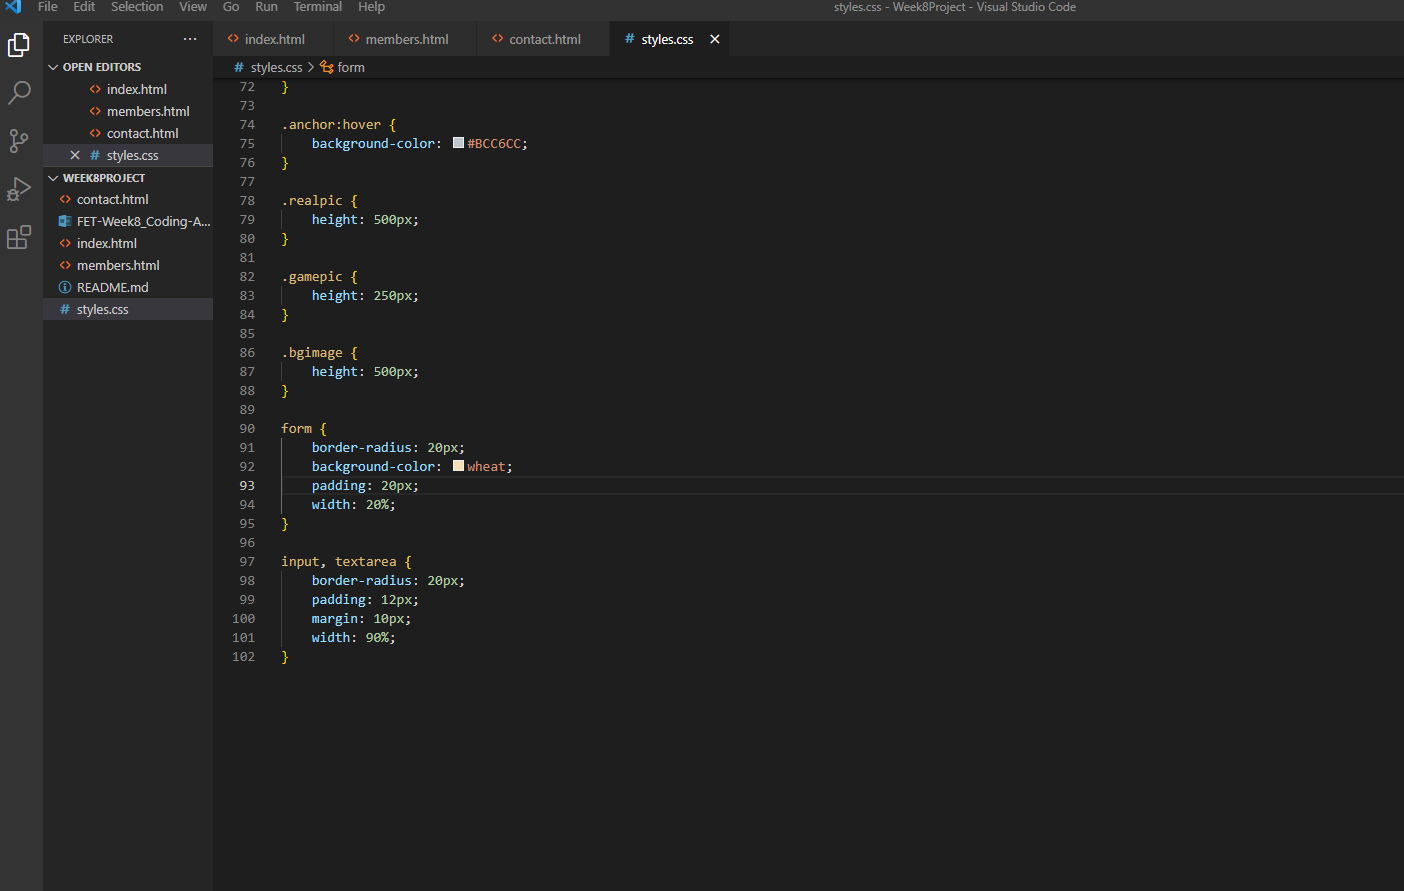 File Edit Selection View Go Run Terminal Help styles.css - Week8Project - Visual Studio Code
EXPLORER ···
OPEN EDITORS
index.html
members.html
contact.html
styles.css
WEEK8PROJECT
contact.html
FET-Week8_Coding-A...
index.html
members.html
README.md
styles.css
index.html members.html contact.html # styles.css ×
# styles.css > form
72 }
73
74 .anchor:hover {
75     background-color: #BCC6CC;
76 }
77
78 .realpic {
79     height: 500px;
80 }
81
82 .gamepic {
83     height: 250px;
84 }
85
86 .bgimage {
87     height: 500px;
88 }
89
90 form {
91     border-radius: 20px;
92     background-color: wheat;
93     padding: 20px;
94     width: 20%;
95 }
96
97 input, textarea {
98     border-radius: 20px;
99     padding: 12px;
100     margin: 10px;
101     width: 90%;
102 }